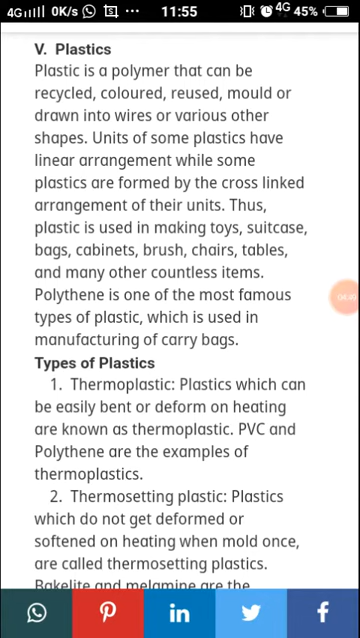 4G 0K/s 11:55 4G 45%
V. Plastics
Plastic is a polymer that can be
recycled, coloured, reused, mould or
drawn into wires or various other
shapes. Units of some plastics have
linear arrangement while some
plastics are formed by the cross linked
arrangement of their units. Thus,
plastic is used in making toys, suitcase,
bags, cabinets, brush, chairs, tables,
and many other countless items.
Polythene is one of the most famous
types of plastic, which is used in
manufacturing of carry bags.
Types of Plastics
1. Thermoplastic: Plastics which can
be easily bent or deform on heating
are known as thermoplastic. PVC and
Polythene are the examples of
thermoplastics.
2. Thermosetting plastic: Plastics
which do not get deformed or
softened on heating when mold once,
are called thermosetting plastics.
Bakelite and melamine are the